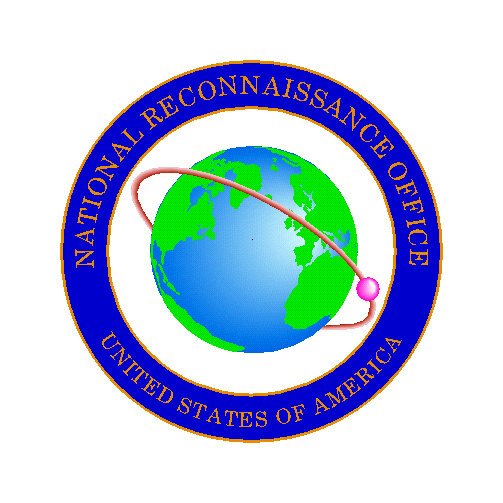 NATIONAL RECONNAISSANCE OFFICE
UNITED STATES OF AMERICA